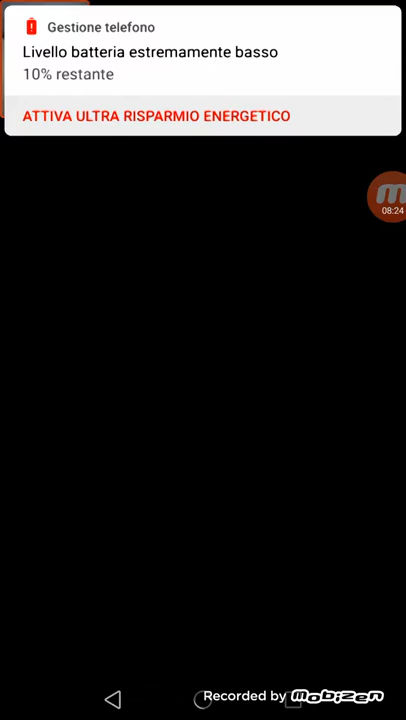 Gestione telefono
Livello batteria estremamente basso
10% restante
ATTIVA ULTRA RISPARMIO ENERGETICO
m
08:24
Recorded by Mobizen